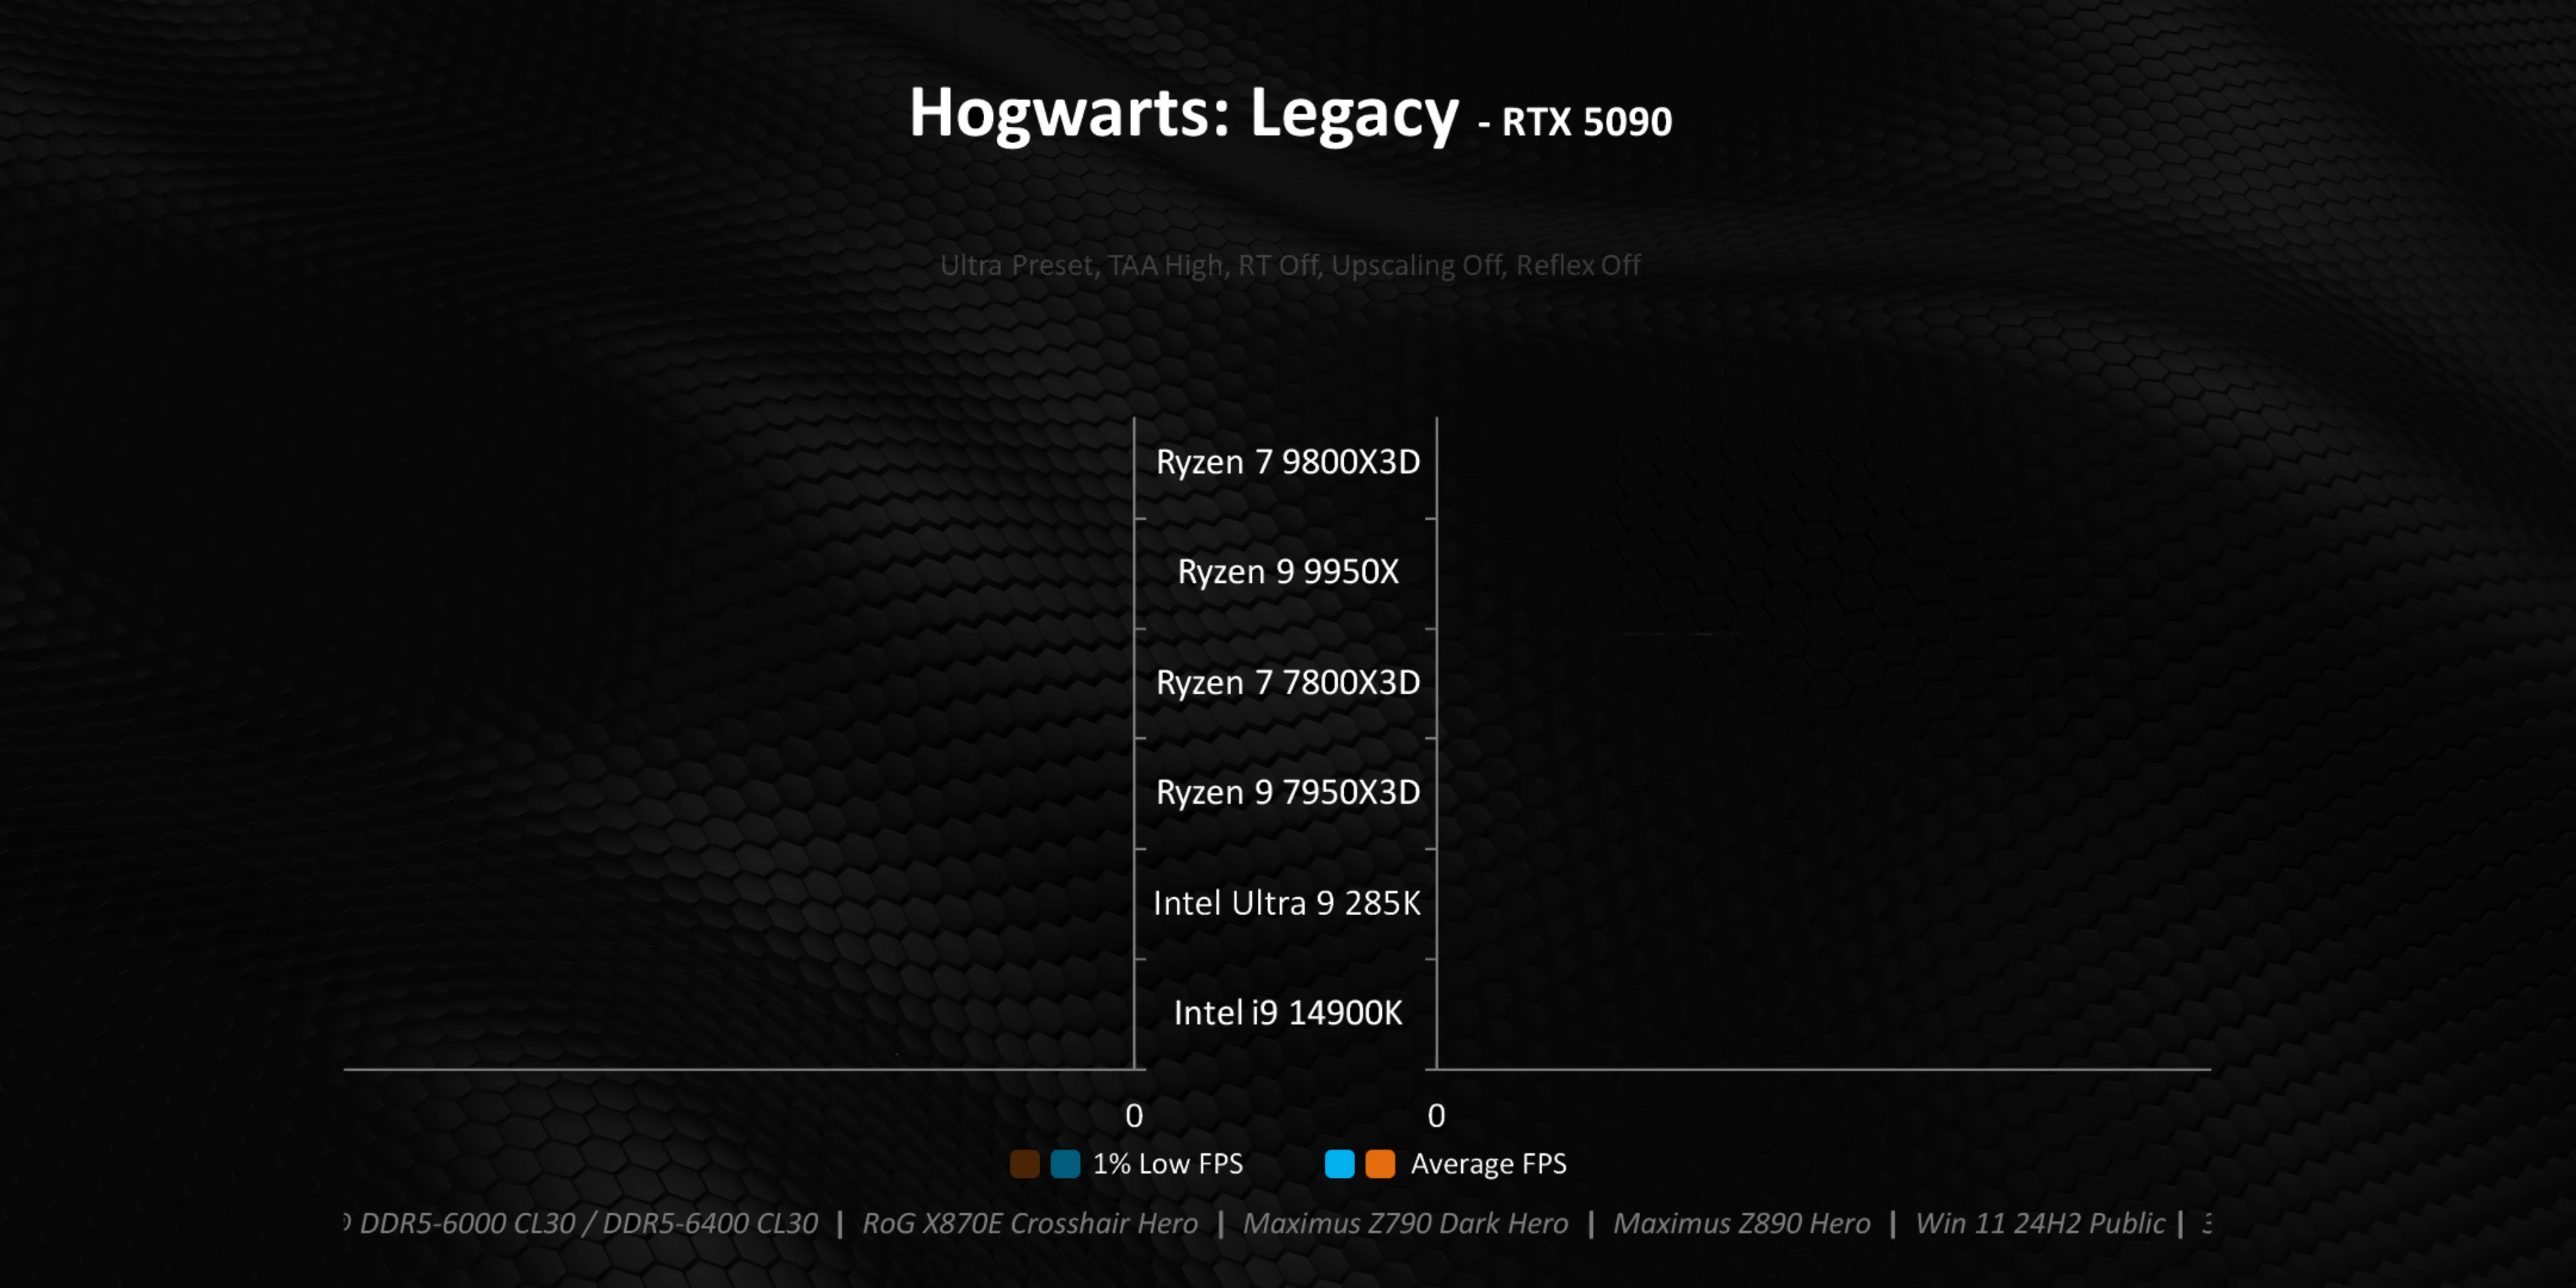 Hogwarts: Legacy - RTX 5090
Ultra Preset, TAA High, RT Off, Upscaling Off, Reflex Off
Ryzen 7 9800X3D
Ryzen 9 9950X
Ryzen 7 7800X3D
Ryzen 9 7950X3D
Intel Ultra 9 285K
Intel i9 14900K
0 0
1% Low FPS Average FPS
DDR5-6000 CL30 / DDR5-6400 CL30 | RoG X870E Crosshair Hero | Maximus Z790 Dark Hero | Maximus Z890 Hero | Win 11 24H2 Public |